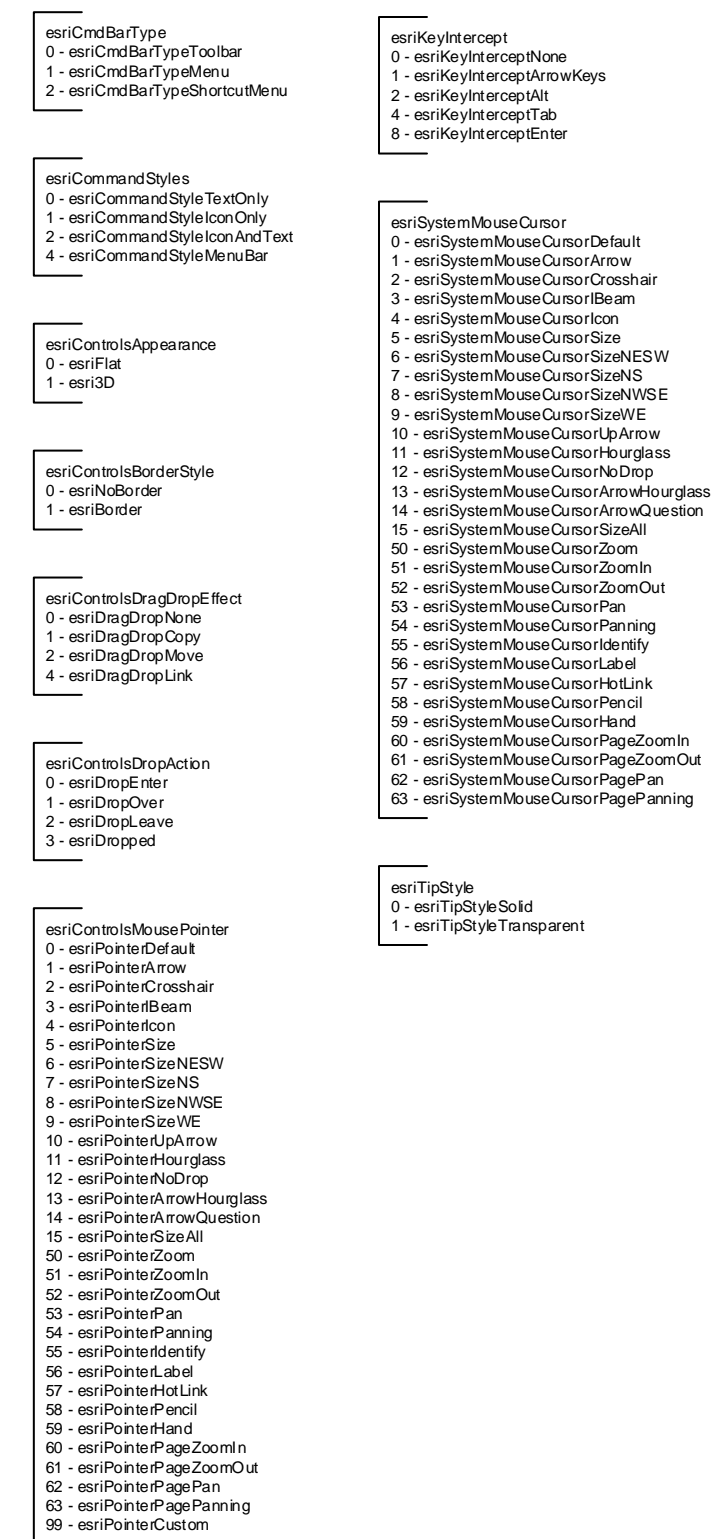 esriCmdBarType
0 - esriCmdBarTypeToolbar
1 - esriCmdBarTypeMenu
2 - esriCmdBarTypeShortcutMenu
esriCommandStyles
0 - esriCommandStyleTextOnly
1 - esriCommandStyleIconOnly
2 - esriCommandStyleIconAndText
4 - esriCommandStyleMenuBar
esriControlsAppearance
0 - esriFlat
1 - esri3D
esriControlsBorderStyle
0 - esriNoBorder
1 - esriBorder
esriControlsDragDropEffect
0 - esriDragDropNone
1 - esriDragDropCopy
2 - esriDragDropMove
4 - esriDragDropLink
esriControlsDropAction
0 - esriDropEnter
1 - esriDropOver
2 - esriDropLeave
3 - esriDropped
esriControlsMousePointer
0 - esriPointerDefault
1 - esriPointerArrow
2 - esriPointerCrosshair
3 - esriPointerIBeam
4 - esriPointerIcon
5 - esriPointerSize
6 - esriPointerSizeNESW
7 - esriPointerSizeNS
8 - esriPointerSizeNWSE
9 - esriPointerSizeWE
10 - esriPointerUpArrow
11 - esriPointerHourglass
12 - esriPointerNoDrop
13 - esriPointerArrowHourglass
14 - esriPointerArrowQuestion
15 - esriPointerSizeAll
50 - esriPointerZoom
51 - esriPointerZoomIn
52 - esriPointerZoomOut
53 - esriPointerPan
54 - esriPointerPanning
55 - esriPointerIdentify
56 - esriPointerLabel
57 - esriPointerHotLink
58 - esriPointerPencil
59 - esriPointerHand
60 - esriPointerPageZoomIn
61 - esriPointerPageZoomOut
62 - esriPointerPagePan
63 - esriPointerPagePanning
99 - esriPointerCustom
esriKeyIntercept
0 - esriKeyInterceptNone
1 - esriKeyInterceptArrowKeys
2 - esriKeyInterceptAlt
4 - esriKeyInterceptTab
8 - esriKeyInterceptEnter
esriSystemMouseCursor
0 - esriSystemMouseCursorDefault
1 - esriSystemMouseCursorArrow
2 - esriSystemMouseCursorCrosshair
3 - esriSystemMouseCursorIBeam
4 - esriSystemMouseCursorIcon
5 - esriSystemMouseCursorSize
6 - esriSystemMouseCursorSizeNESW
7 - esriSystemMouseCursorSizeNS
8 - esriSystemMouseCursorSizeNWSE
9 - esriSystemMouseCursorSizeWE
10 - esriSystemMouseCursorUpArrow
11 - esriSystemMouseCursorHourglass
12 - esriSystemMouseCursorNoDrop
13 - esriSystemMouseCursorArrowHourglass
14 - esriSystemMouseCursorArrowQuestion
15 - esriSystemMouseCursorSizeAll
50 - esriSystemMouseCursorZoom
51 - esriSystemMouseCursorZoomIn
52 - esriSystemMouseCursorZoomOut
53 - esriSystemMouseCursorPan
54 - esriSystemMouseCursorPanning
55 - esriSystemMouseCursorIdentify
56 - esriSystemMouseCursorLabel
57 - esriSystemMouseCursorHotLink
58 - esriSystemMouseCursorPencil
59 - esriSystemMouseCursorHand
60 - esriSystemMouseCursorPageZoomIn
61 - esriSystemMouseCursorPageZoomOut
62 - esriSystemMouseCursorPagePan
63 - esriSystemMouseCursorPagePanning
esriTipStyle
0 - esriTipStyleSolid
1 - esriTipStyleTransparent